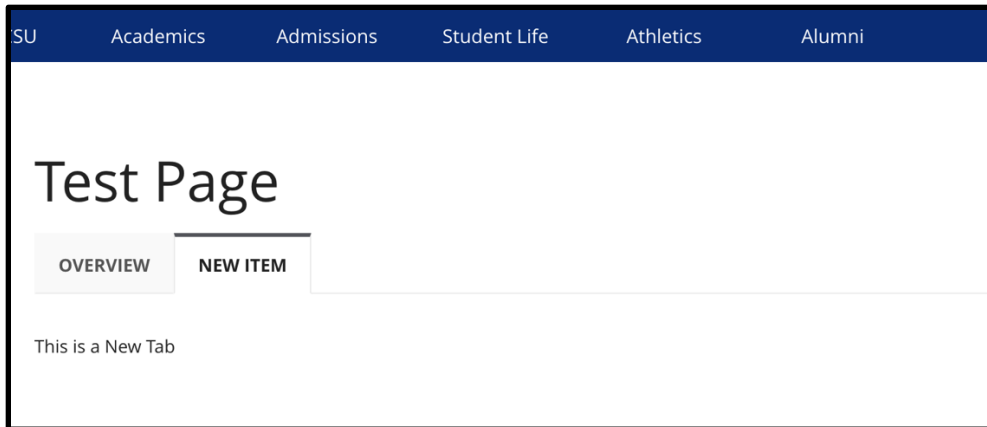 SU Academics Admissions Student Life Athletics Alumni
Test Page
OVERVIEW NEW ITEM
This is a New Tab